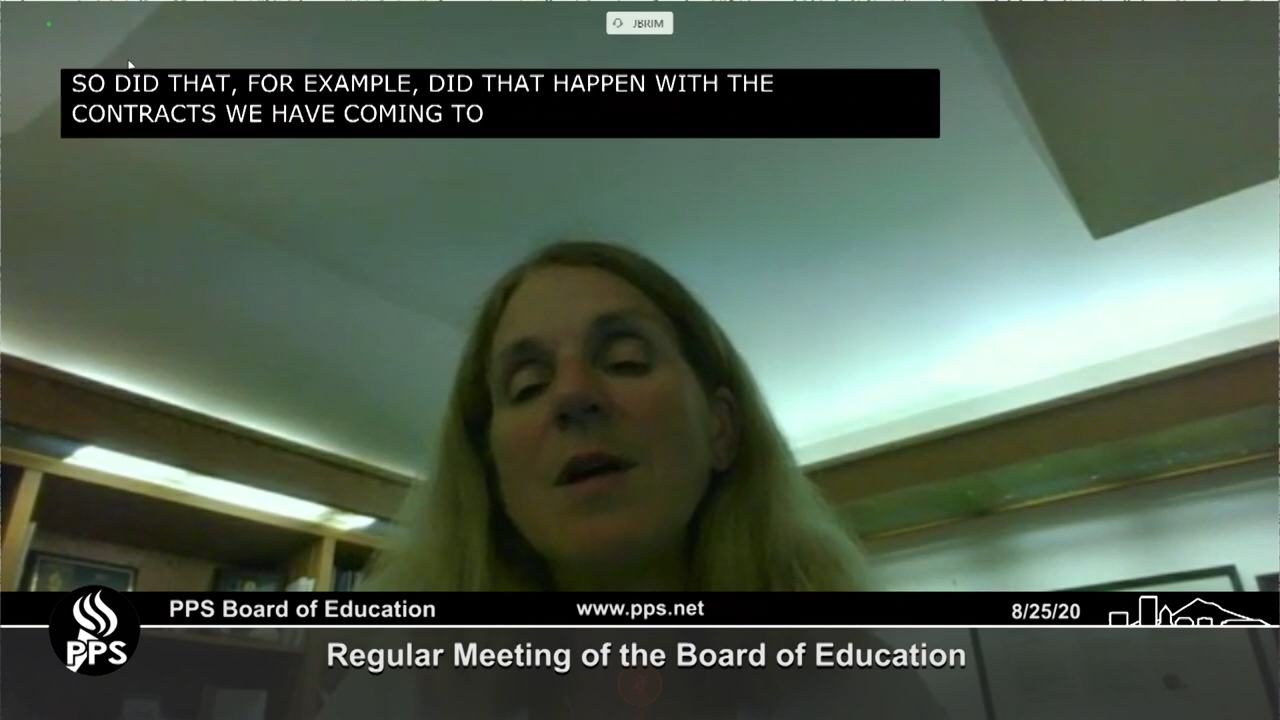 JBRIM
SO DID THAT, FOR EXAMPLE, DID THAT HAPPEN WITH THE
CONTRACTS WE HAVE COMING TO
PPS Board of Education
www.pps.net
8/25/20
PPS
Regular Meeting of the Board of Education